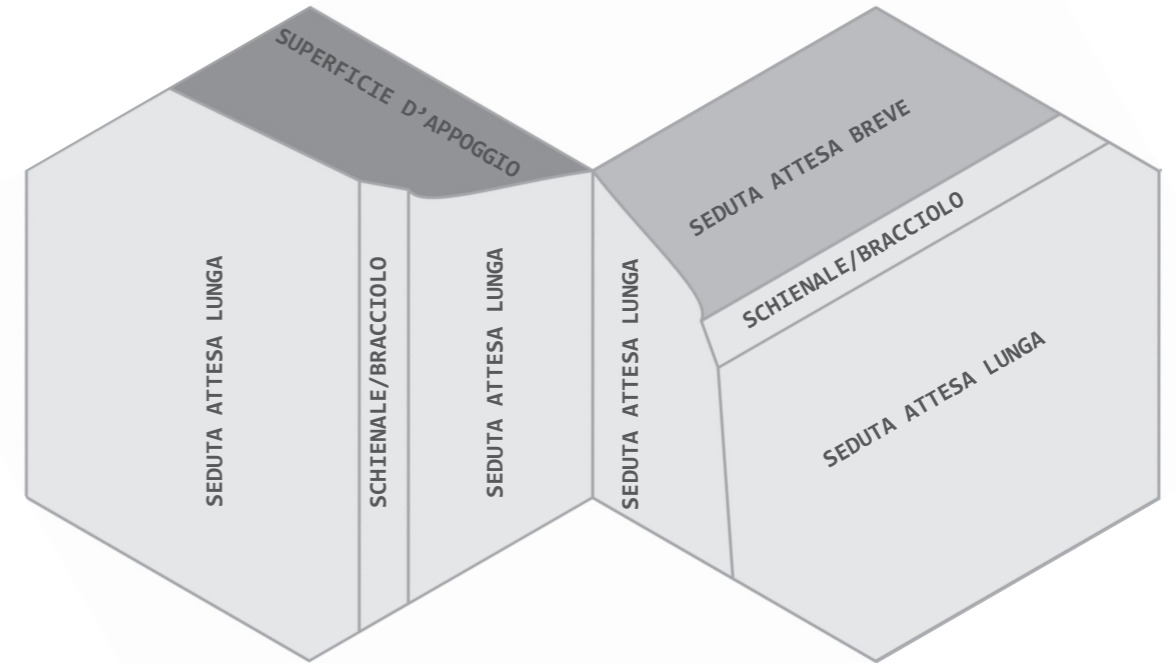 SUPERFICIE D’APPOGGIO
SEDUTA ATTESA LUNGA
SCHIENALE/BRACCIOLO
SEDUTA ATTESA LUNGA
SEDUTA ATTESA LUNGA
SEDUTA ATTESA BREVE
SCHIENALE/BRACCIOLO
SEDUTA ATTESA LUNGA